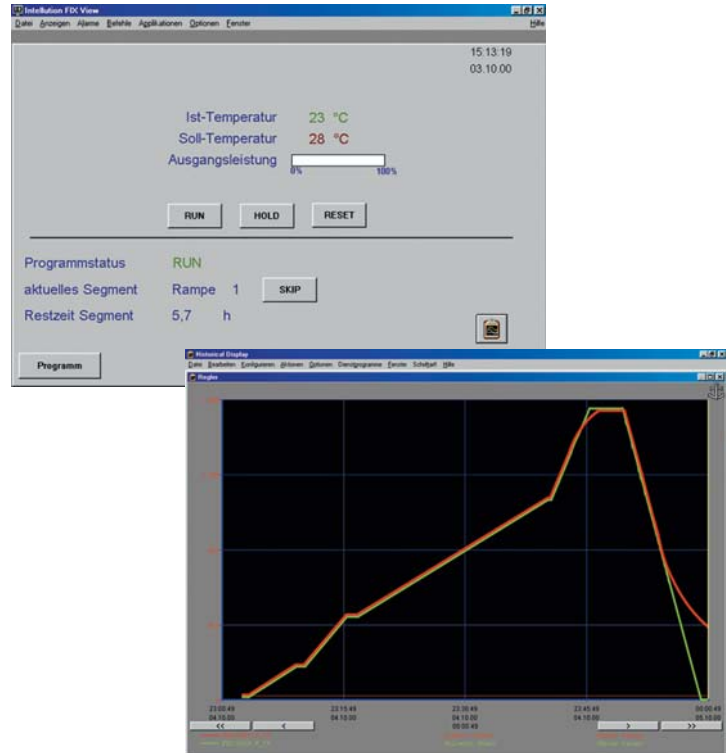 Intellution FIX View
Datei Anzeigen Alarme Befehle Applikationen Optionen Fenster Hilfe
15:13:19
03.10.00
Ist-Temperatur 23 °C
Soll-Temperatur 28 °C
Ausgangsleistung
0% 100%
RUN HOLD RESET
Programmstatus RUN
aktuelles Segment Rampe 1 SKIP
Restzeit Segment 5,7 h
Programm
Historical Display
Datei Bearbeiten Konfigurieren Aktionen Optionen Dienstprogramme Fenster Hilfe
Regler
23:00:49 23:15:49 23:30:49 23:45:49 00:00:49
04.10.00 04.10.00 04.10.00 04.10.00 05.10.00
<< < 00:00:49 > >>